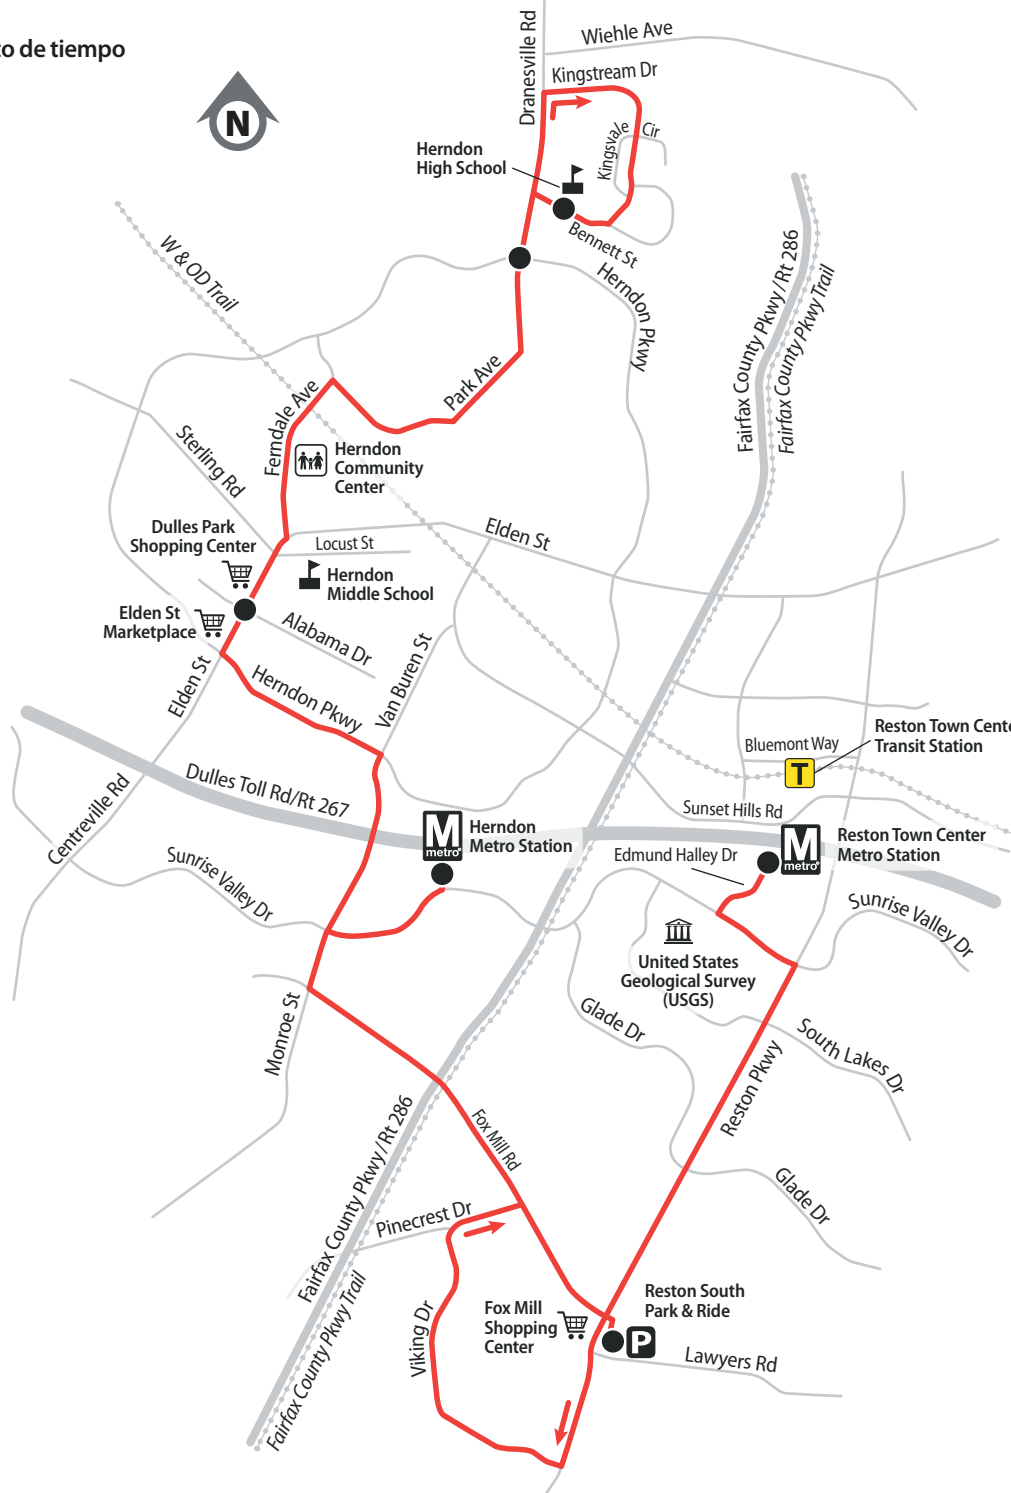 to de tiempo
N
Dranesville Rd
Wiehle Ave
Kingstream Dr
Kingsvale
Cir
Herndon
High School
Bennett St
Herndon Pkwy
W & OD Trail
Fairfax County Pkwy/Rt 286
Fairfax County Pkwy Trail
Park Ave
Ferndale Ave
Herndon
Community
Center
Sterling Rd
Dulles Park
Shopping Center
Locust St
Elden St
Herndon
Middle School
Elden St
Marketplace
Alabama Dr
Van Buren St
Elden St
Herndon Pkwy
Reston Town Cente
Transit Station
Bluemont Way
T
Dulles Toll Rd/Rt 267
Sunset Hills Rd
Centreville Rd
M
metro
Herndon
Metro Station
M
metro
Reston Town Center
Metro Station
Edmund Halley Dr
Sunrise Valley Dr
Sunrise Valley Dr
United States
Geological Survey
(USGS)
Glade Dr
Monroe St
South Lakes Dr
Reston Pkwy
Fox Mill Rd
Fairfax County Pkwy/Rt 286
Glade Dr
Pinecrest Dr
Fairfax County Pkwy Trail
Viking Dr
Fox Mill
Shopping
Center
Reston South
Park & Ride
P
Lawyers Rd